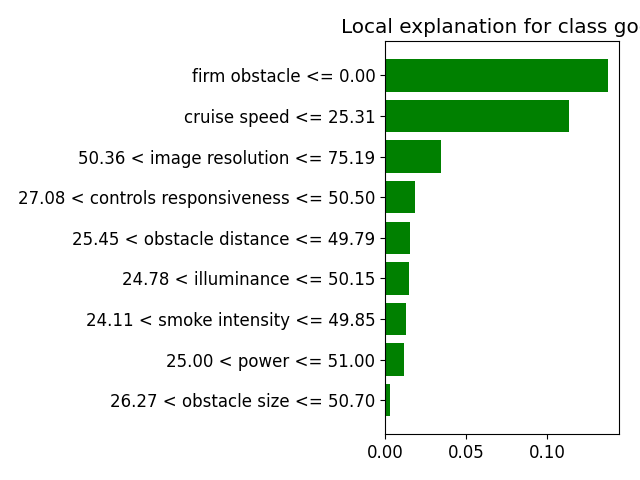 Local explanation for class go
firm obstacle <= 0.00
cruise speed <= 25.31
50.36 < image resolution <= 75.19
27.08 < controls responsiveness <= 50.50
25.45 < obstacle distance <= 49.79
24.78 < illuminance <= 50.15
24.11 < smoke intensity <= 49.85
25.00 < power <= 51.00
26.27 < obstacle size <= 50.70
0.00 0.05 0.10